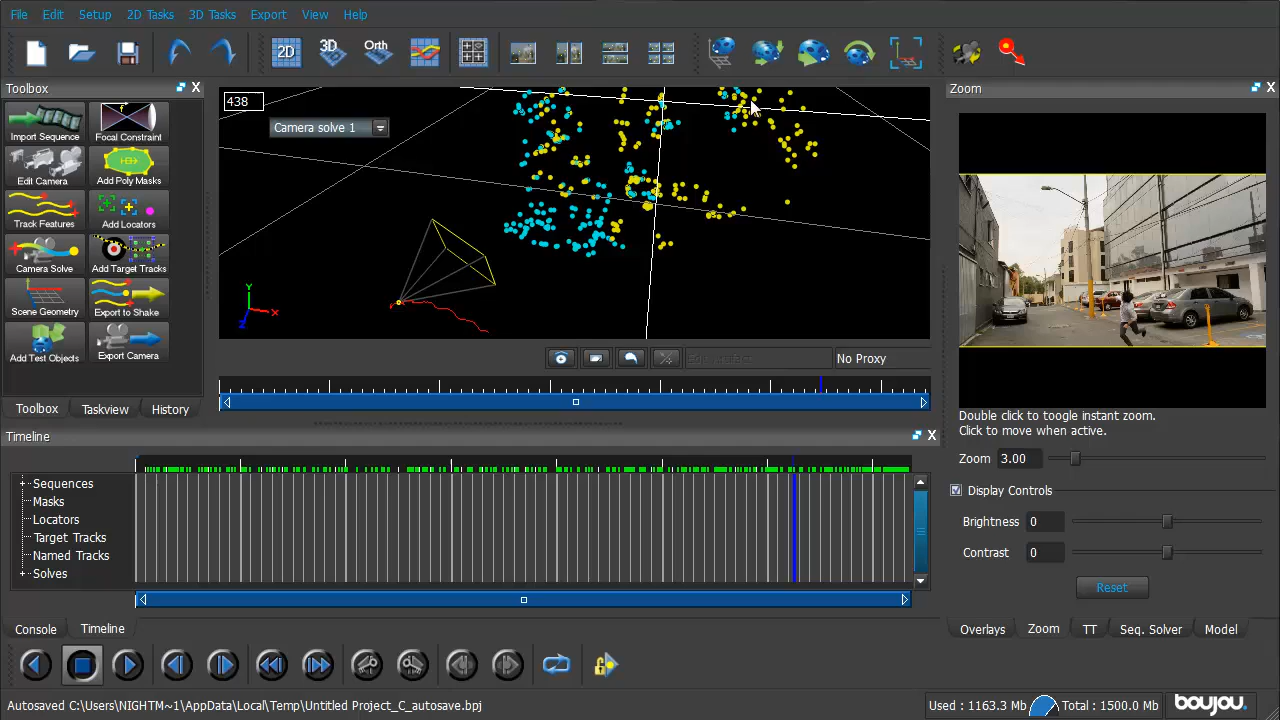 File Edit Setup 2D Tasks 3D Tasks Export View Help
2D 3D Orth
Toolbox
Import Sequence Focal Constraint
Edit Camera Add Poly Masks
Track Features Add Locators
Camera Solve Add Target Tracks
Scene Geometry Export to Shake
Add Test Objects Export Camera
Toolbox Taskview History
438
Camera solve 1
Y
X
Z
No Proxy
Zoom
Double click to toogle instant zoom.
Click to move when active.
Zoom 3.00
Display Controls
Brightness 0
Contrast 0
Reset
Overlays Zoom TT Seq. Solver Model
Timeline
Sequences
Masks
Locators
Target Tracks
Named Tracks
Solves
Console Timeline
Autosaved C:\Users\NIGHTM~1\AppData\Local\Temp\Untitled Project_C_autosave.bpj
Used : 1163.3 Mb Total : 1500.0 Mb
boujou